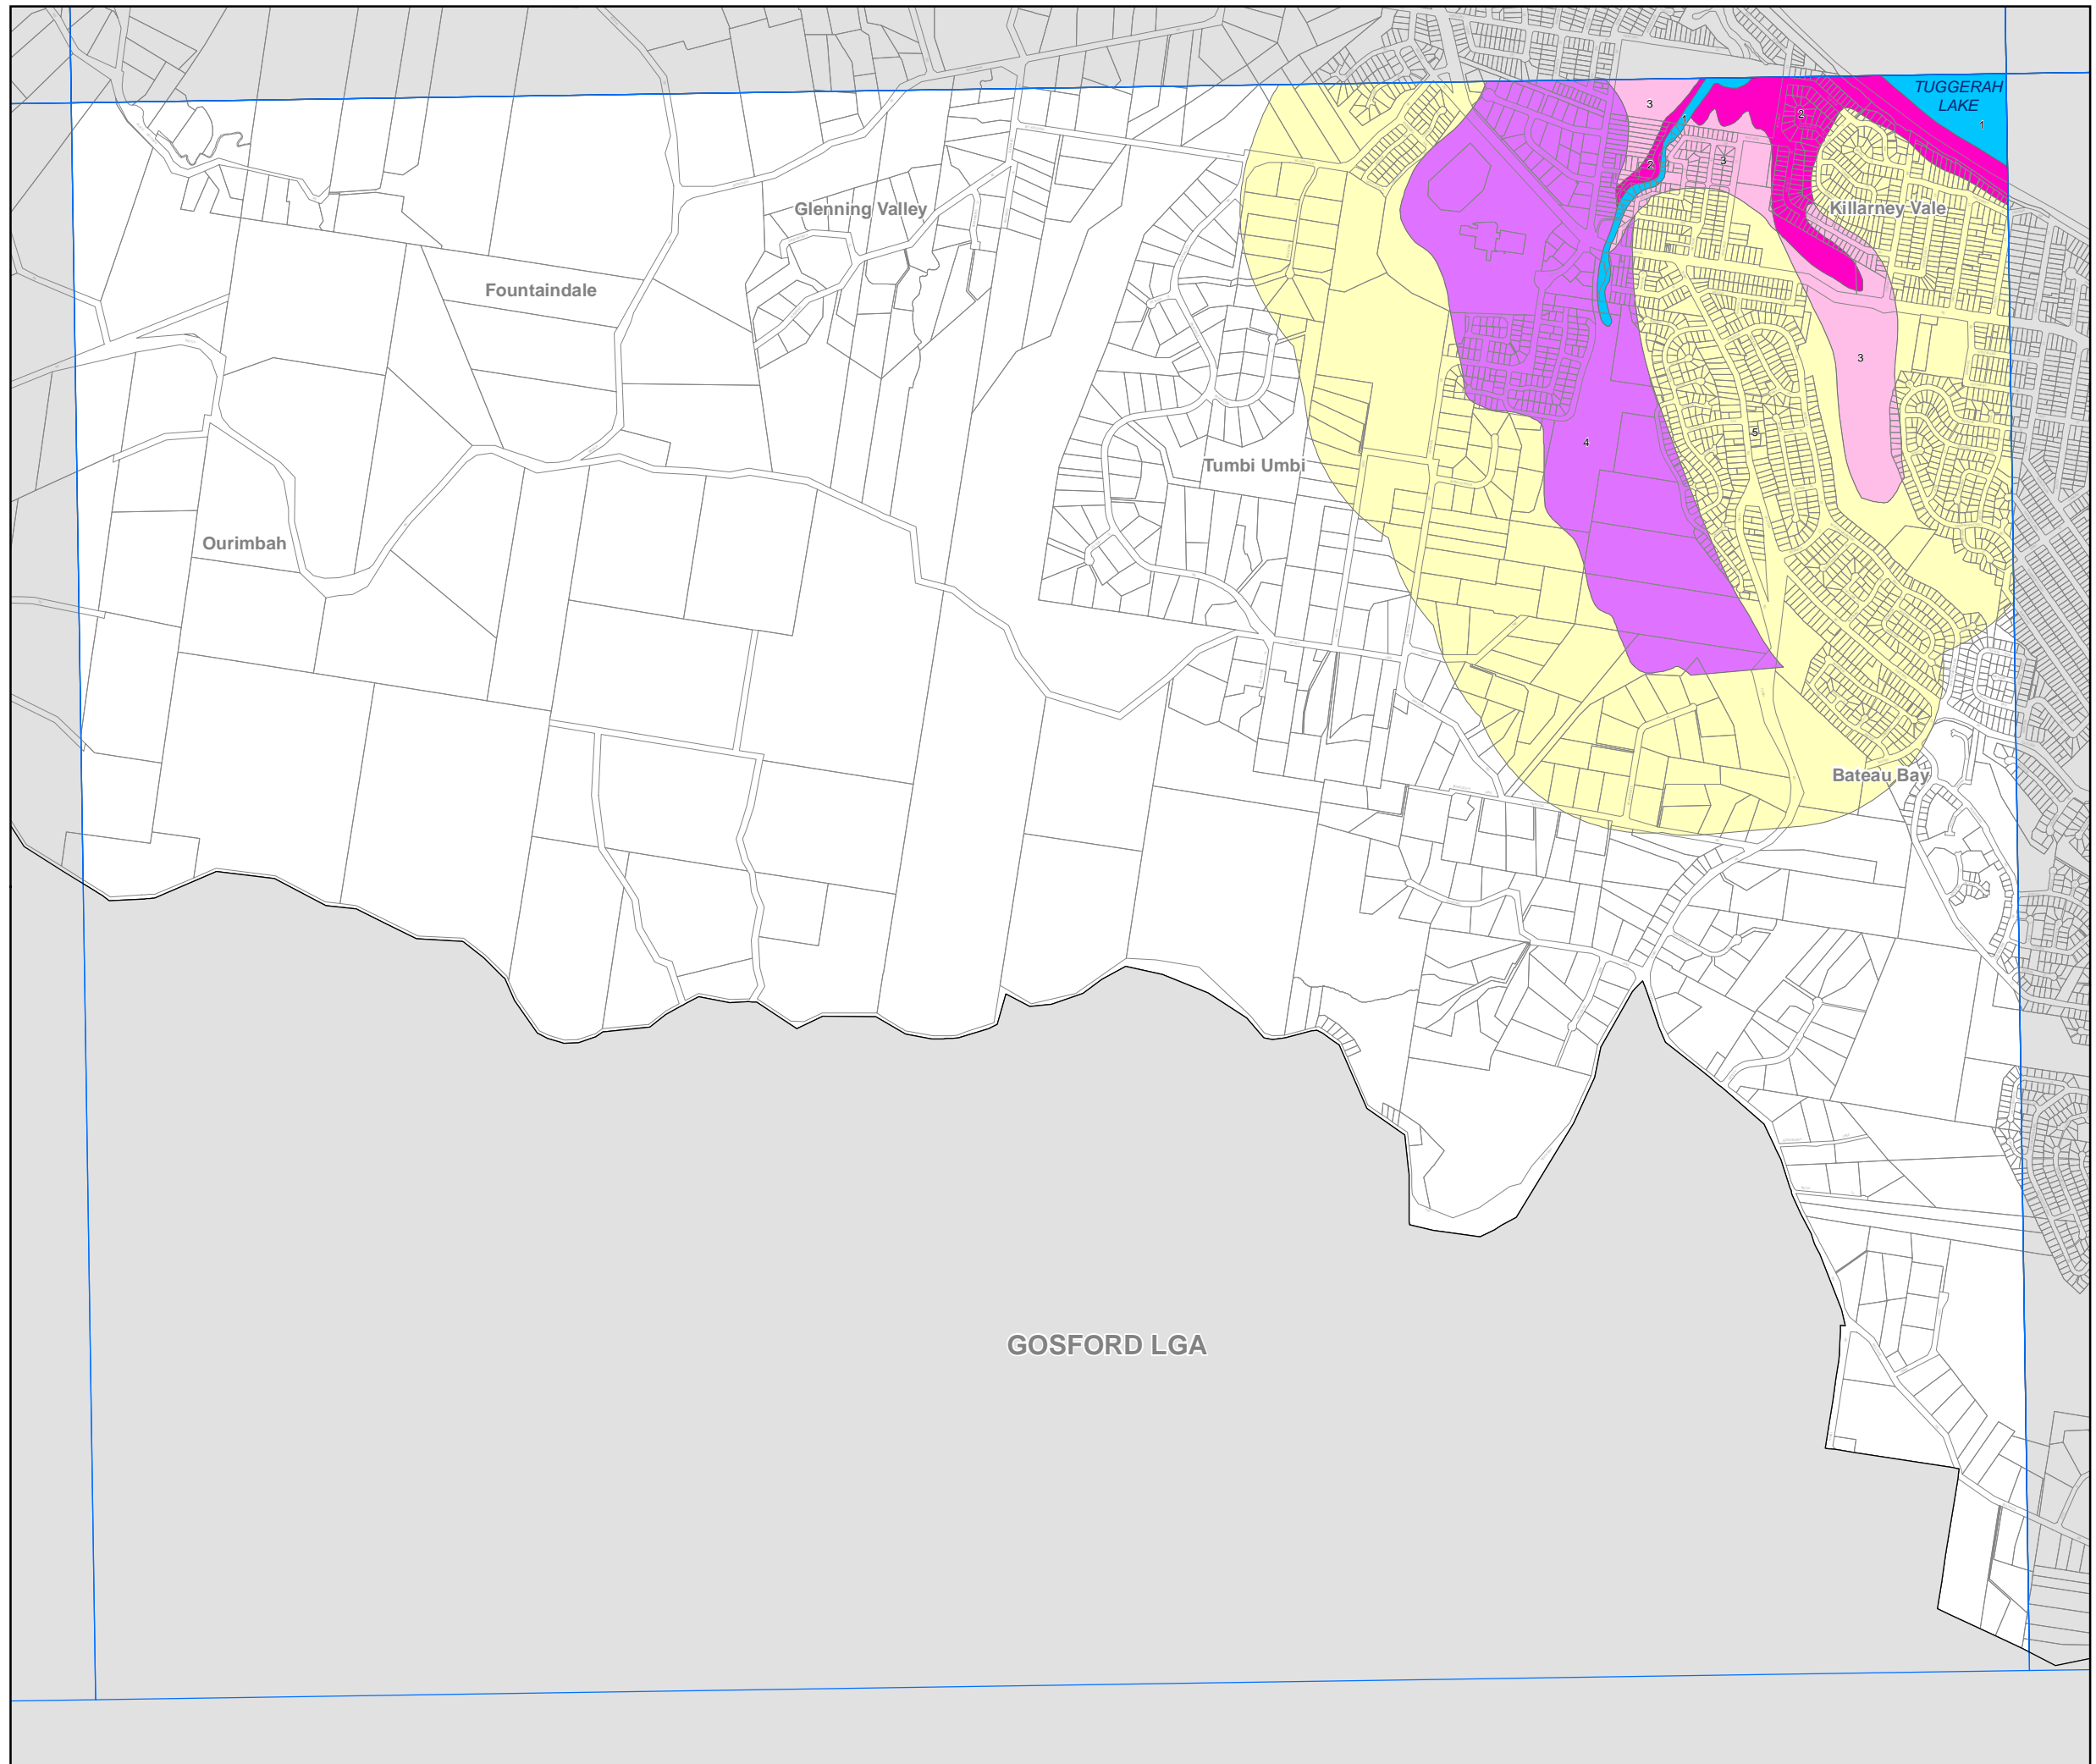 TUGGERAH
LAKE
3
1
2
1
2
3
Glenning Valley
Killarney Vale
Fountaindale
3
5
4
Tumbi Umbi
Ourimbah
Bateau Bay
GOSFORD LGA